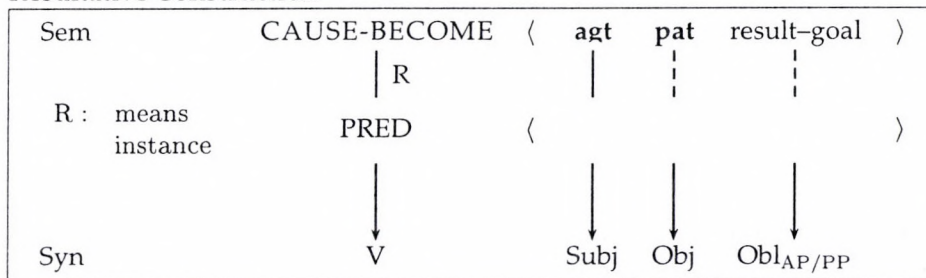 Sem CAUSE-BECOME ⟨ agt pat result–goal ⟩
R
R : means
PRED ⟨ ⟩
instance
Syn V Subj Obj Obl_AP/PP